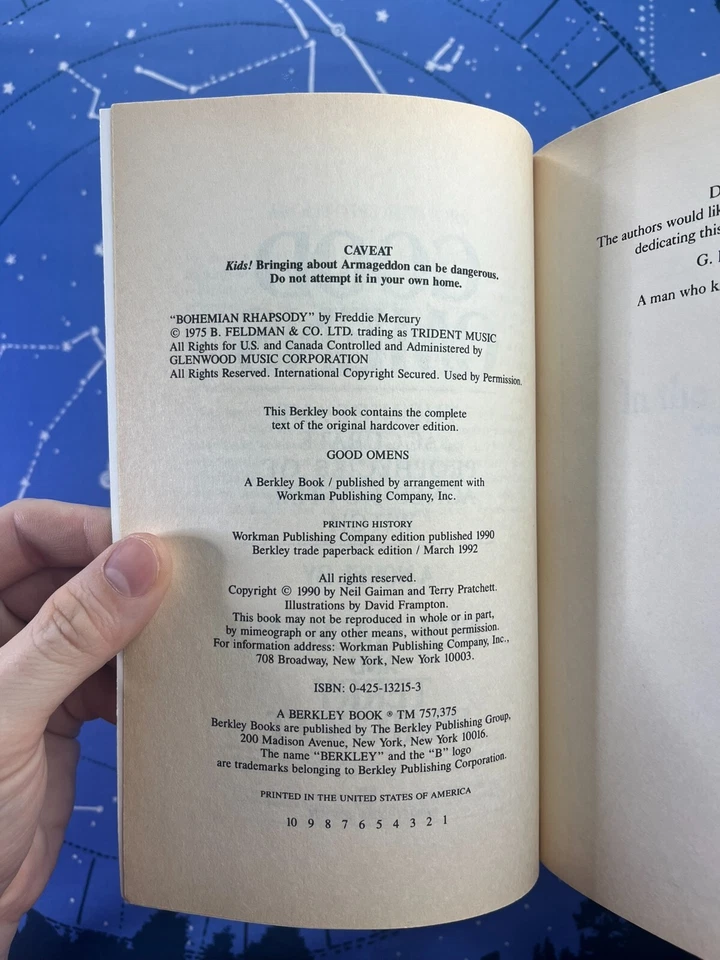 CAVEAT
Kids! Bringing about Armageddon can be dangerous.
Do not attempt it in your own home.
"BOHEMIAN RHAPSODY" by Freddie Mercury
© 1975 B. FELDMAN & CO. LTD. trading as TRIDENT MUSIC
All Rights for U.S. and Canada Controlled and Administered by
GLENWOOD MUSIC CORPORATION
All Rights Reserved. International Copyright Secured. Used by Permission.
This Berkley book contains the complete
text of the original hardcover edition.
GOOD OMENS
A Berkley Book / published by arrangement with
Workman Publishing Company, Inc.
PRINTING HISTORY
Workman Publishing Company edition published 1990
Berkley trade paperback edition / March 1992
All rights reserved.
Copyright © 1990 by Neil Gaiman and Terry Pratchett.
Illustrations by David Frampton.
This book may not be reproduced in whole or in part,
by mimeograph or any other means, without permission.
For information address: Workman Publishing Company, Inc.,
708 Broadway, New York, New York 10003.
ISBN: 0-425-13215-3
A BERKLEY BOOK ® TM 757,375
Berkley Books are published by The Berkley Publishing Group,
200 Madison Avenue, New York, New York 10016.
The name "BERKLEY" and the "B" logo
are trademarks belonging to Berkley Publishing Corporation.
PRINTED IN THE UNITED STATES OF AMERICA
10 9 8 7 6 5 4 3 2 1
The authors would
dedicating this
G.
A man who